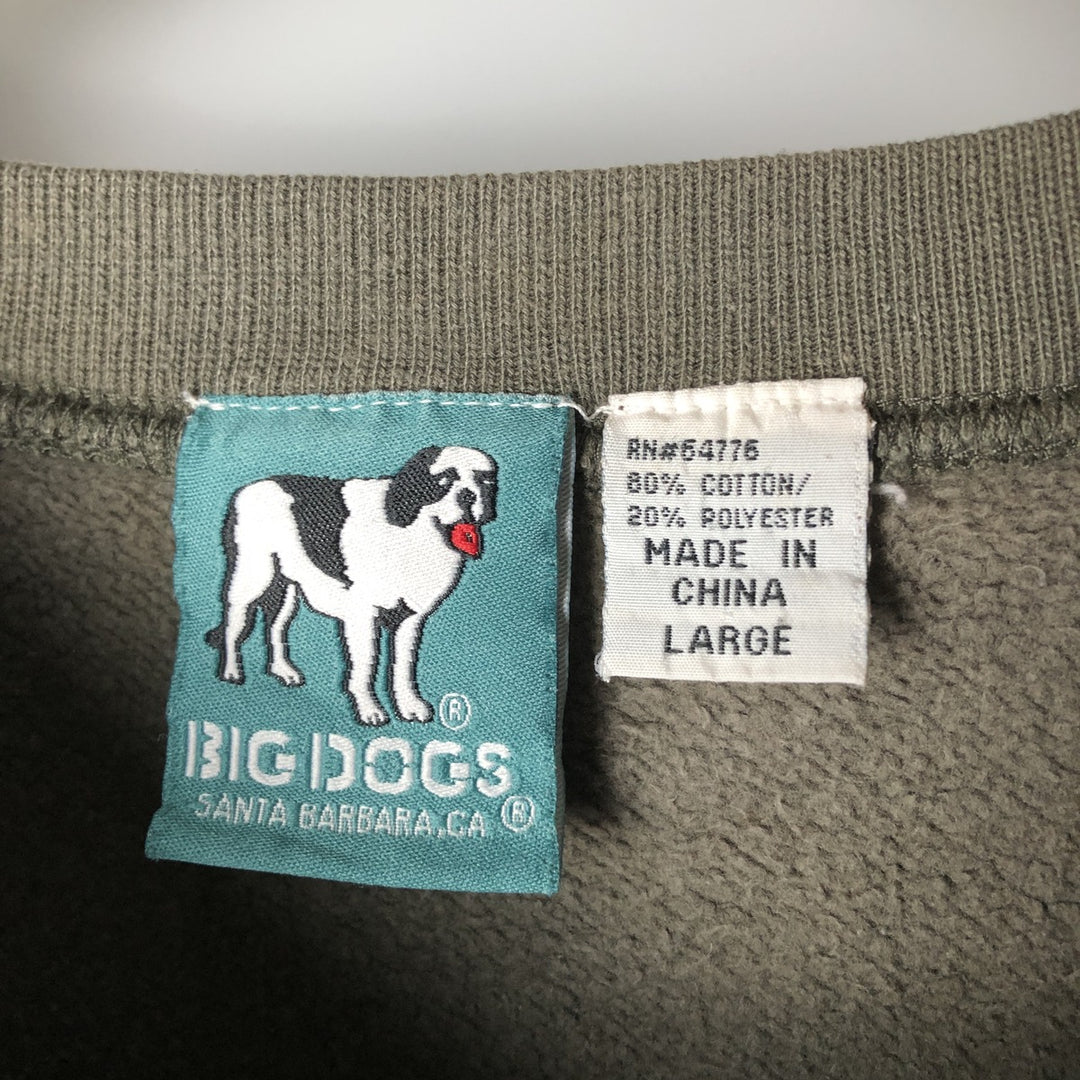 ®
BIG DOGS
SANTA BARBARA, CA ®
RN#64776
80% COTTON/
20% POLYESTER
MADE IN
CHINA
LARGE